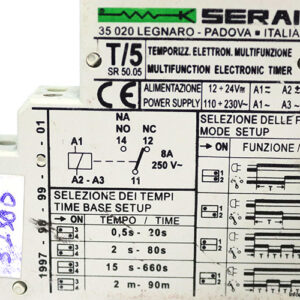 SERAI
35 020 LEGNARO - PADOVA • ITALIA
T/5
SR 50.05
TEMPORIZZ. ELETTRON. MULTIFUNZIONE
MULTIFUNCTION ELECTRONIC TIMER
CE
ALIMENTAZIONE
POWER SUPPLY
12 ÷ 24V⎓ A1± A2∓
110 ÷ 230V~ A1
NA NC
NO
14 12
A1
A2 - A3
11
8A
250 V~
SELEZIONE DELLE F
MODE SETUP
ON FUNZIONE /
SELEZIONE DEI TEMPI
TIME BASE SETUP
ON TEMPO / TIME
0,5s - 20s
2 s - 80s
15 s -660s
2 m - 90m
1997 - 98 - 99 - 00 - 01